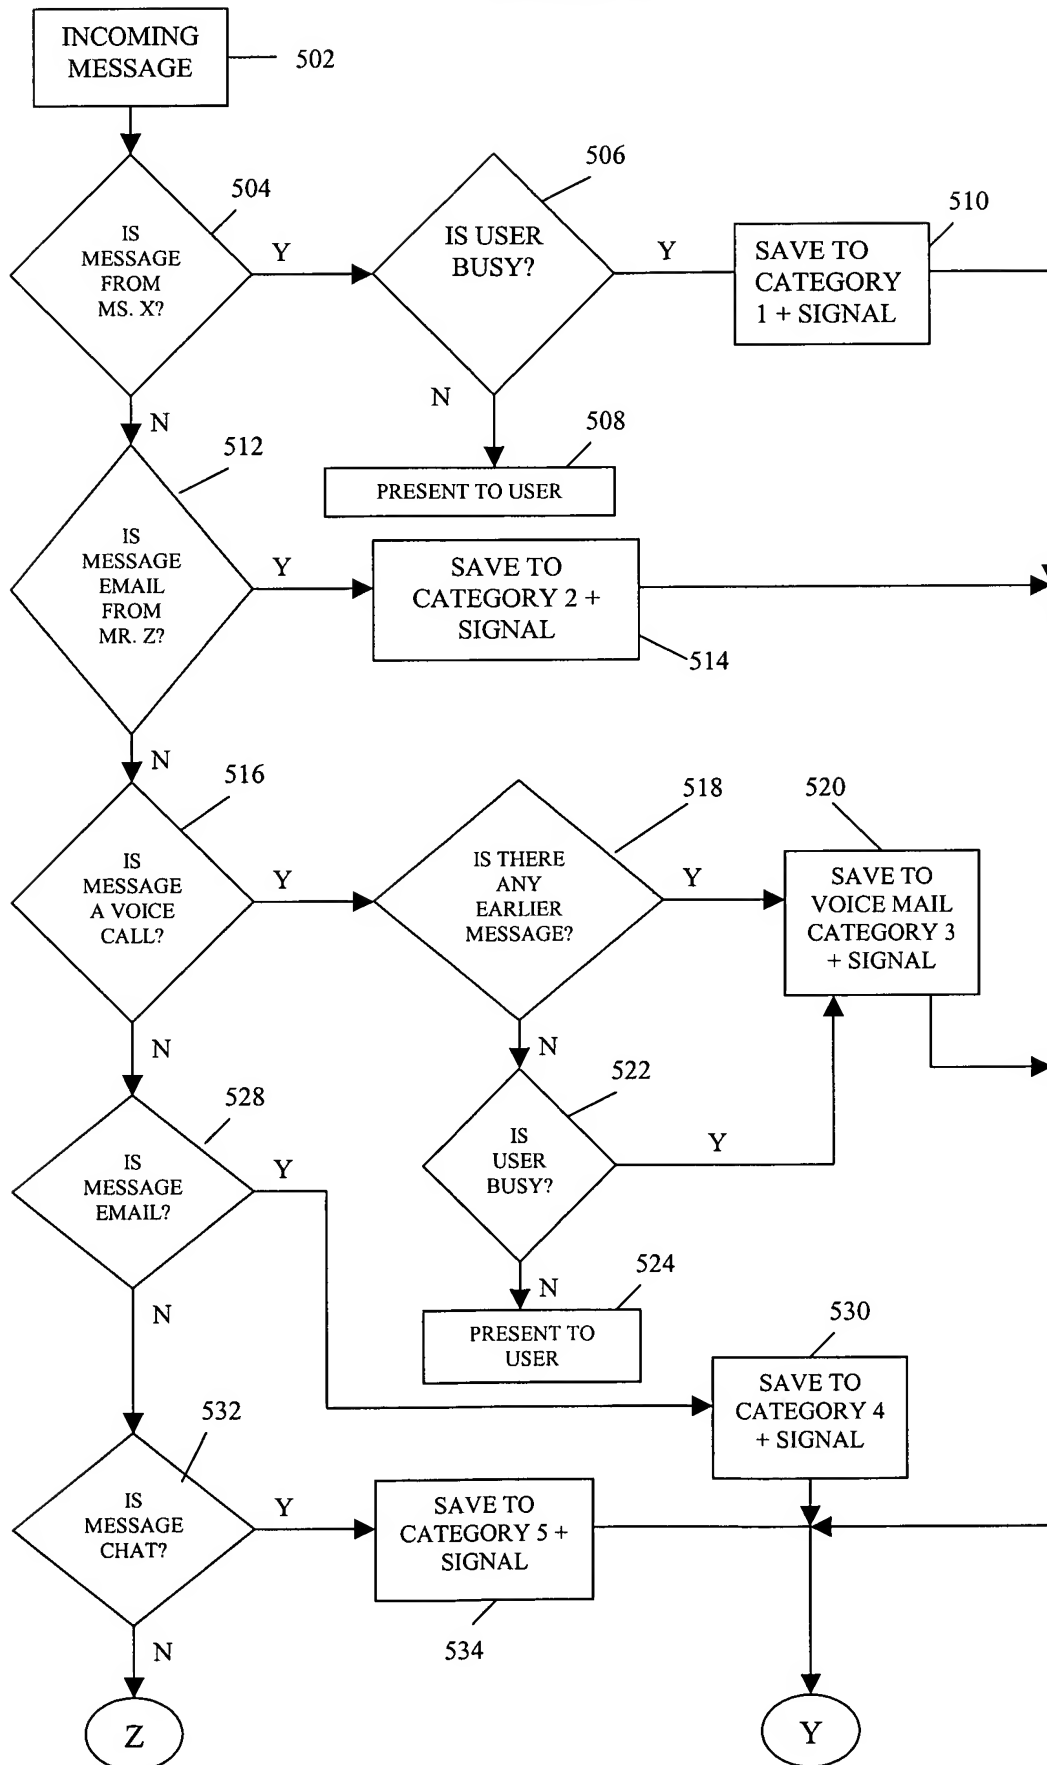 INCOMING
MESSAGE
502
504
IS
MESSAGE
FROM
MS. X?
Y
506
IS USER
BUSY?
Y
510
SAVE TO
CATEGORY
1 + SIGNAL
N
N
508
PRESENT TO USER
512
IS
MESSAGE
EMAIL
FROM
MR. Z?
Y
SAVE TO
CATEGORY 2 +
SIGNAL
514
N
516
IS
MESSAGE
A VOICE
CALL?
Y
518
IS THERE
ANY
EARLIER
MESSAGE?
Y
520
SAVE TO
VOICE MAIL
CATEGORY 3
+ SIGNAL
N
N
522
IS
USER
BUSY?
Y
528
IS
MESSAGE
EMAIL?
Y
N
524
PRESENT TO
USER
N
530
SAVE TO
CATEGORY 4
+ SIGNAL
532
IS
MESSAGE
CHAT?
Y
SAVE TO
CATEGORY 5 +
SIGNAL
534
N
Z
Y